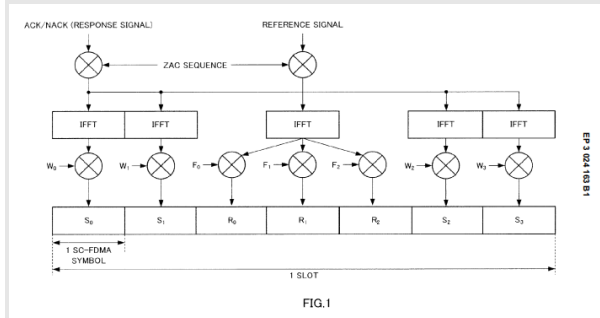 ACK/NACK (RESPONSE SIGNAL) REFERENCE SIGNAL
ZAC SEQUENCE
IFFT IFFT IFFT IFFT IFFT
W₀ W₁ F₀ F₁ F₂ W₂ W₃
S₀ S₁ R₀ R₁ R₂ S₂ S₃
1 SC-FDMA
SYMBOL
1 SLOT
FIG.1
EP 3 024 163 B1